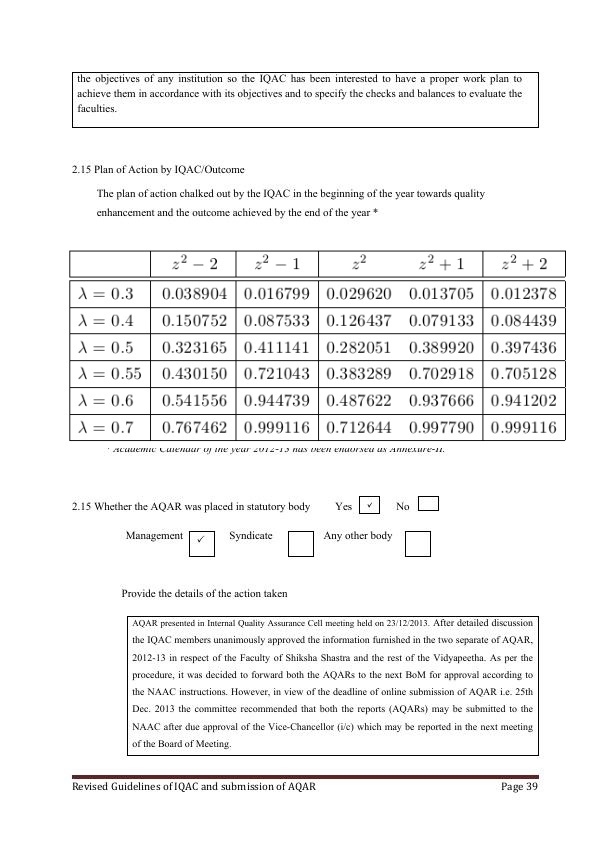 the objectives of any institution so the IQAC has been interested to have a proper work plan to
achieve them in accordance with its objectives and to specify the checks and balances to evaluate the
faculties.
2.15 Plan of Action by IQAC/Outcome
The plan of action chalked out by the IQAC in the beginning of the year towards quality
enhancement and the outcome achieved by the end of the year *
z² − 2 z² − 1 z² z² + 1 z² + 2
λ = 0.3 0.038904 0.016799 0.029620 0.013705 0.012378
λ = 0.4 0.150752 0.087533 0.126437 0.079133 0.084439
λ = 0.5 0.323165 0.411141 0.282051 0.389920 0.397436
λ = 0.55 0.430150 0.721043 0.383289 0.702918 0.705128
λ = 0.6 0.541556 0.944739 0.487622 0.937666 0.941202
λ = 0.7 0.767462 0.999116 0.712644 0.997790 0.999116
* Academic Calendar of the year 2012-13 has been endorsed as Annexure-II.
2.15 Whether the AQAR was placed in statutory body Yes ✓ No
Management ✓ Syndicate Any other body
Provide the details of the action taken
AQAR presented in Internal Quality Assurance Cell meeting held on 23/12/2013. After detailed discussion
the IQAC members unanimously approved the information furnished in the two separate of AQAR,
2012-13 in respect of the Faculty of Shiksha Shastra and the rest of the Vidyapeetha. As per the
procedure, it was decided to forward both the AQARs to the next BoM for approval according to
the NAAC instructions. However, in view of the deadline of online submission of AQAR i.e. 25th
Dec. 2013 the committee recommended that both the reports (AQARs) may be submitted to the
NAAC after due approval of the Vice-Chancellor (i/c) which may be reported in the next meeting
of the Board of Meeting.
Revised Guidelines of IQAC and submission of AQAR Page 39